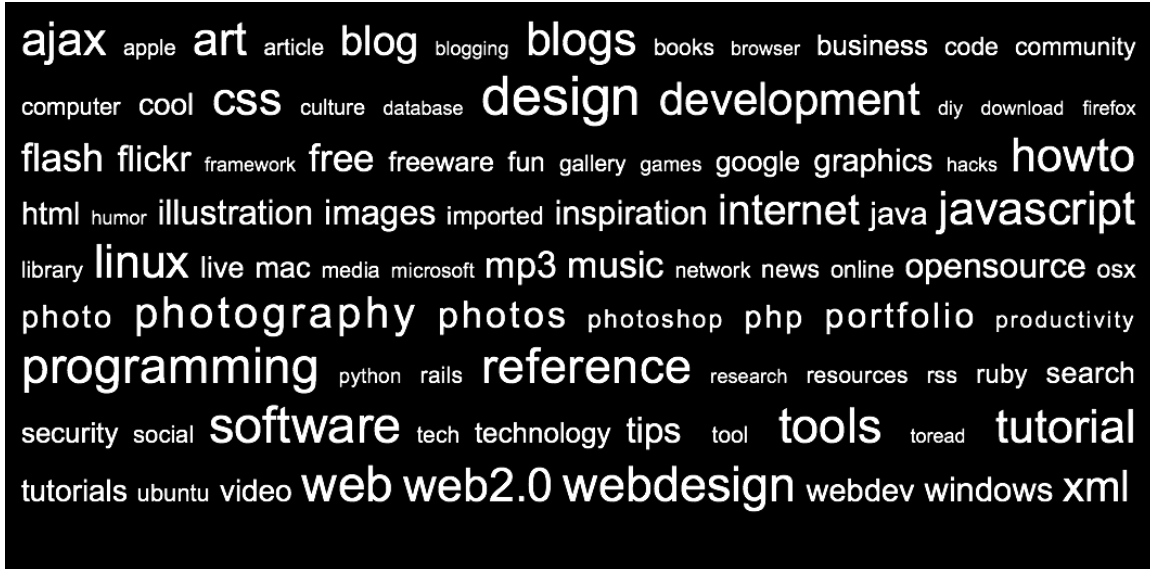 ajax apple art article blog blogging blogs books browser business code community
computer cool css culture database design development diy download firefox
flash flickr framework free freeware fun gallery games google graphics hacks howto
html humor illustration images imported inspiration internet java javascript
library linux live mac media microsoft mp3 music network news online opensource osx
photo photography photos photoshop php portfolio productivity
programming python rails reference research resources rss ruby search
security social software tech technology tips tool tools toread tutorial
tutorials ubuntu video web web2.0 webdesign webdev windows xml